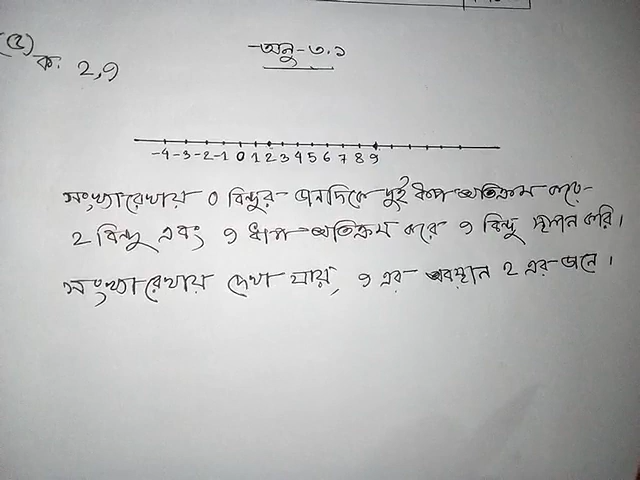 অনু - ৩.১
(৫)
ক. 2, 9
-4 -3 -2 -1 0 1 2 3 4 5 6 7 8 9
সংখ্যারেখায় 0 বিন্দুর ডানদিকে দুই ধাপ অতিক্রম করে
2 বিন্দু এবং 9 ধাপ অতিক্রম করে 9 বিন্দু স্থাপন করি।
সংখ্যারেখায় দেখা যায়, 9 এর অবস্থান 2 এর ডানে।